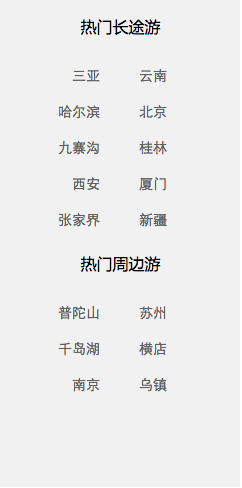 热门长途游
三亚 云南
哈尔滨 北京
九寨沟 桂林
西安 厦门
张家界 新疆
热门周边游
普陀山 苏州
千岛湖 横店
南京 乌镇